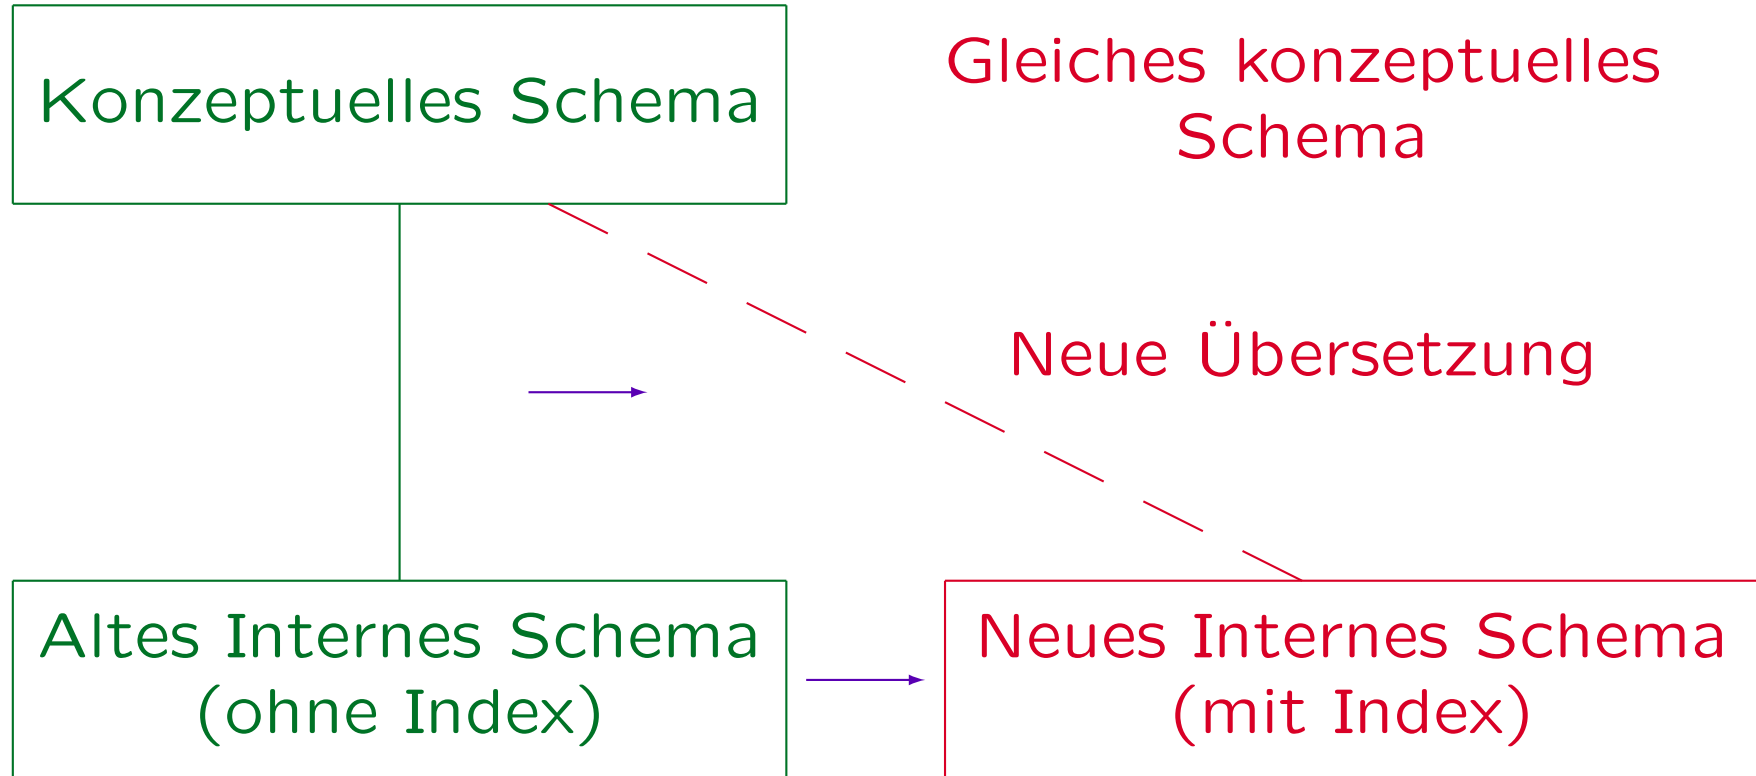 Konzeptuelles Schema
Gleiches konzeptuelles
Schema
Neue Übersetzung
Altes Internes Schema
(ohne Index)
Neues Internes Schema
(mit Index)